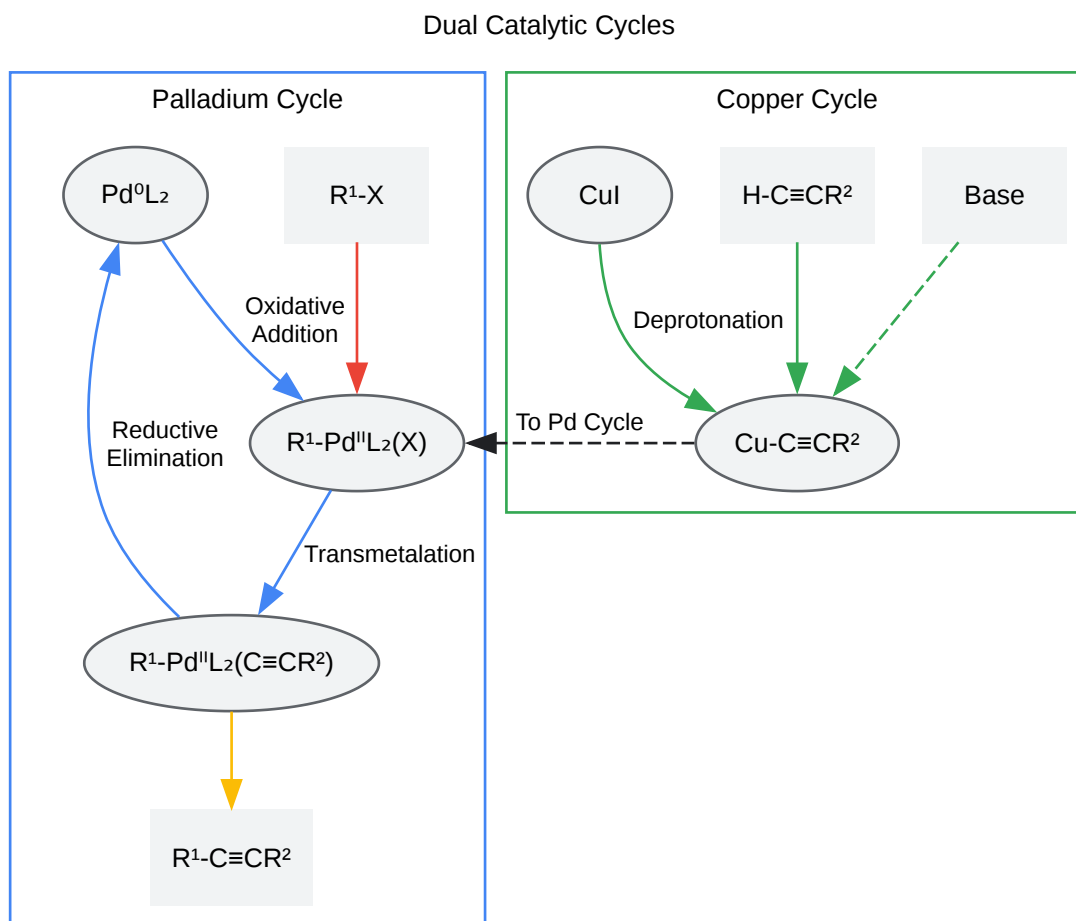 Dual Catalytic Cycles
Palladium Cycle
Copper Cycle
Pd⁰L₂
R¹-X
CuI
H-C≡CR²
Base
Oxidative
Addition
Deprotonation
Reductive
Elimination
R¹-PdᴵᴵL₂(X)
To Pd Cycle
Cu-C≡CR²
Transmetalation
R¹-PdᴵᴵL₂(C≡CR²)
R¹-C≡CR²